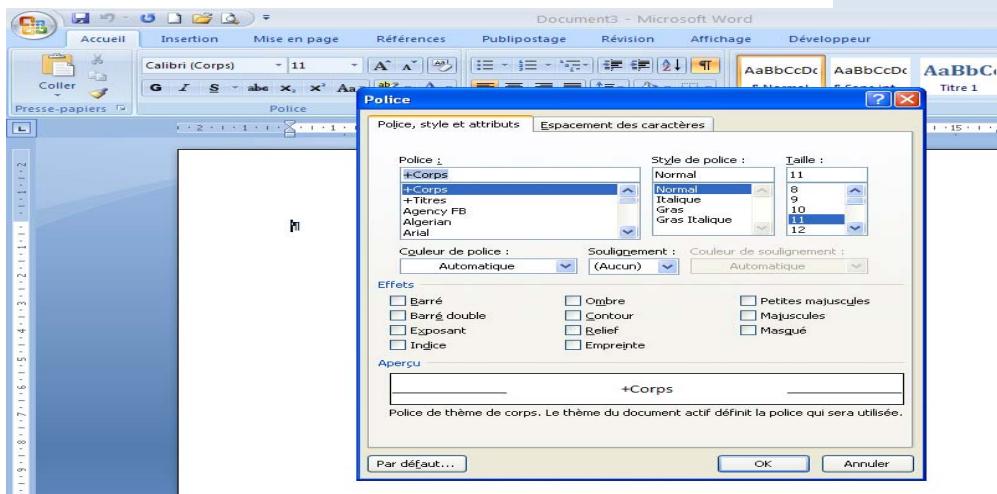 Document3 - Microsoft Word
Accueil Insertion Mise en page Références Publipostage Révision Affichage Développeur
Calibri (Corps) 11
AaBbCcDc AaBbCcDc AaBbCc
Coller
G I S abc x, x² Aa
Titre 1
Presse-papiers Police
Police
Police, style et attributs Espacement des caractères
Police : Style de police : Taille :
+Corps Normal 11
+Corps Normal 8
+Titres Italique 9
Agency FB Gras 10
Algerian Gras Italique 11
Arial 12
Couleur de police : Soulignement : Couleur de soulignement :
Automatique (Aucun) Automatique
Effets
Barré Ombre Petites majuscules
Barré double Contour Majuscules
Exposant Relief Masqué
Indice Empreinte
Aperçu
+Corps
Police de thème de corps. Le thème du document actif définit la police qui sera utilisée.
Par défaut... OK Annuler